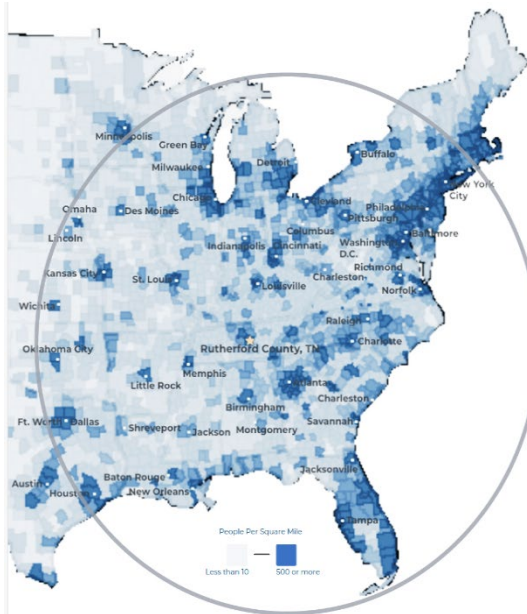 Minneapolis
Green Bay
Milwaukee
Detroit
Buffalo
Chicago
Cleveland
New York
City
Omaha
Des Moines
Philadelphia
Pittsburgh
Lincoln
Columbus
Indianapolis
Cincinnati
Washington
D.C.
Baltimore
Kansas City
St. Louis
Louisville
Charleston
Richmond
Norfolk
Wichita
Raleigh
Oklahoma City
Rutherford County, TN
Charlotte
Memphis
Little Rock
Atlanta
Birmingham
Charleston
Ft. Worth
Dallas
Shreveport
Jackson
Montgomery
Savannah
Jacksonville
Austin
Baton Rouge
Houston
New Orleans
Tampa
People Per Square Mile
Less than 10
500 or more